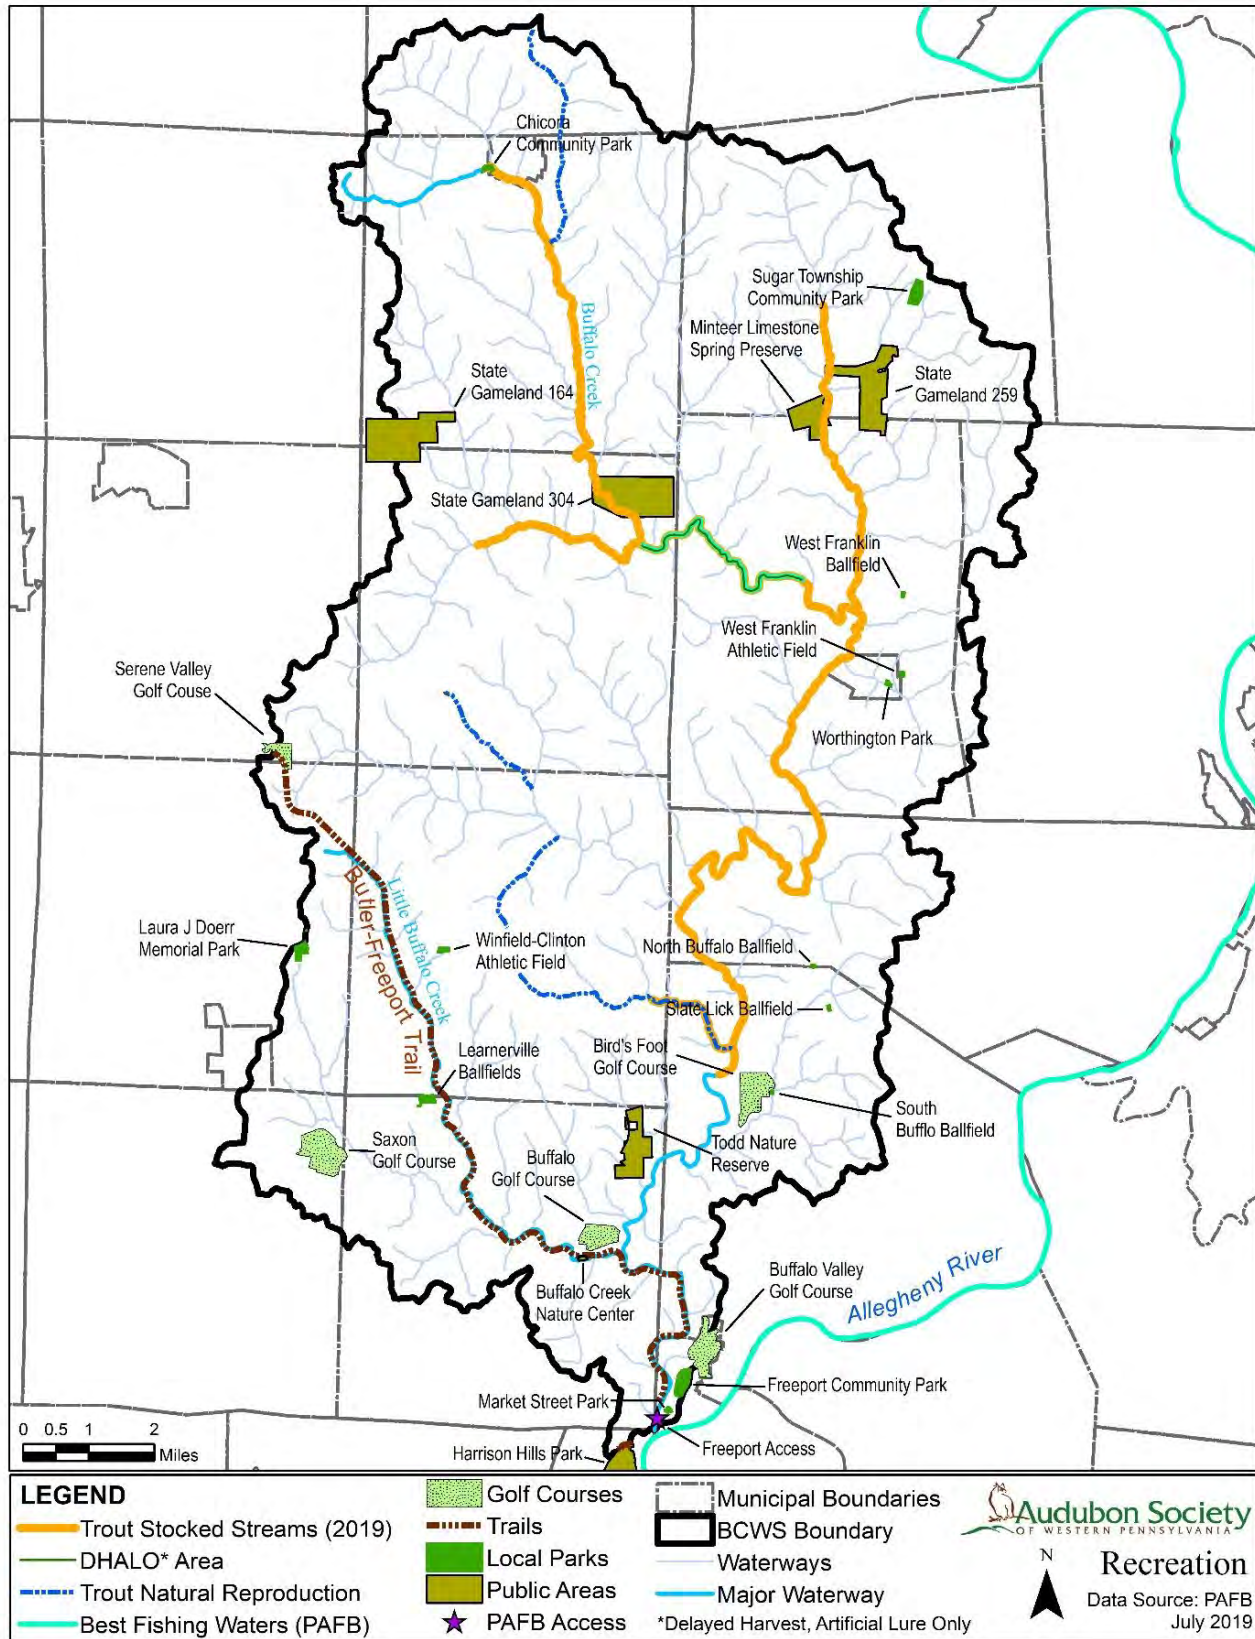 Chicora
Community Park
Sugar Township
Community Park
Buffalo Creek
Minteer Limestone
Spring Preserve
State
Gameland 164
State
Gameland 259
State Gameland 304
West Franklin
Ballfield
West Franklin
Athletic Field
Serene Valley
Golf Couse
Worthington Park
Little Buffalo Creek
Butler-Freeport Trail
Laura J Doerr
Memorial Park
Winfield-Clinton
Athletic Field
North Buffalo Ballfield
Slate Lick Ballfield
Bird's Foot
Golf Course
Learnerville
Ballfields
South
Bufflo Ballfield
Saxon
Golf Course
Buffalo
Golf Course
Todd Nature
Reserve
Buffalo Creek
Nature Center
Buffalo Valley
Golf Course
Allegheny River
Market Street Park
Freeport Community Park
Freeport Access
Harrison Hills Park
0 0.5 1 2
Miles
LEGEND
Trout Stocked Streams (2019)
DHALO* Area
Trout Natural Reproduction
Best Fishing Waters (PAFB)
Golf Courses
Trails
Local Parks
Public Areas
PAFB Access
Municipal Boundaries
BCWS Boundary
Waterways
Major Waterway
*Delayed Harvest, Artificial Lure Only
Audubon Society
OF WESTERN PENNSYLVANIA
N
Recreation
Data Source: PAFB
July 2019